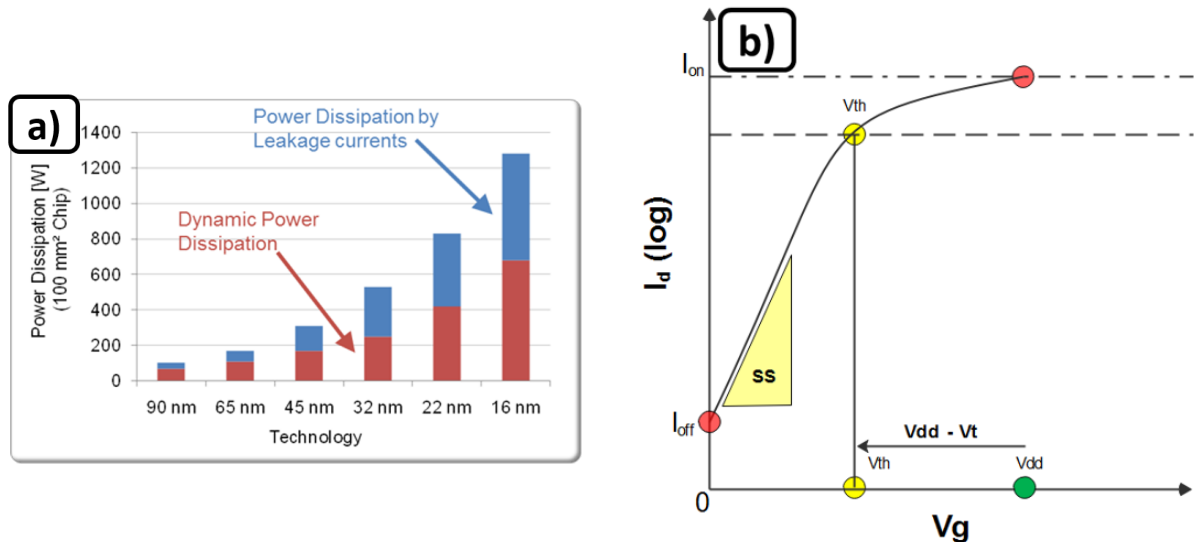 a)
Power Dissipation [W]
(100 mm² Chip)
1400
1200
1000
800
600
400
200
0
Power Dissipation by
Leakage currents
Dynamic Power
Dissipation
90 nm
65 nm
45 nm
32 nm
22 nm
16 nm
Technology
b)
Ion
Vth
Id (log)
ss
Ioff
Vdd - Vt
Vth
Vdd
0
Vg